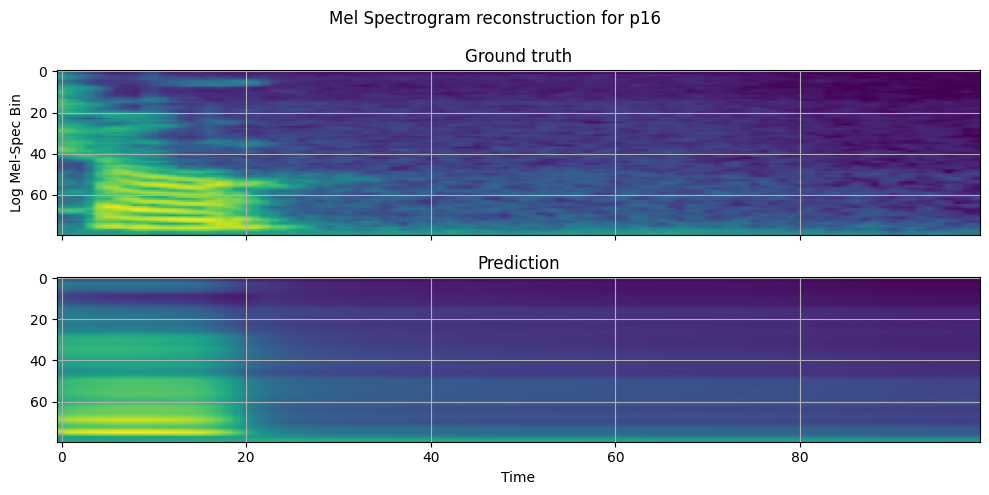 Mel Spectrogram reconstruction for p16
Ground truth
Log Mel-Spec Bin
0
20
40
60
Prediction
0
20
40
60
0 20 40 60 80
Time